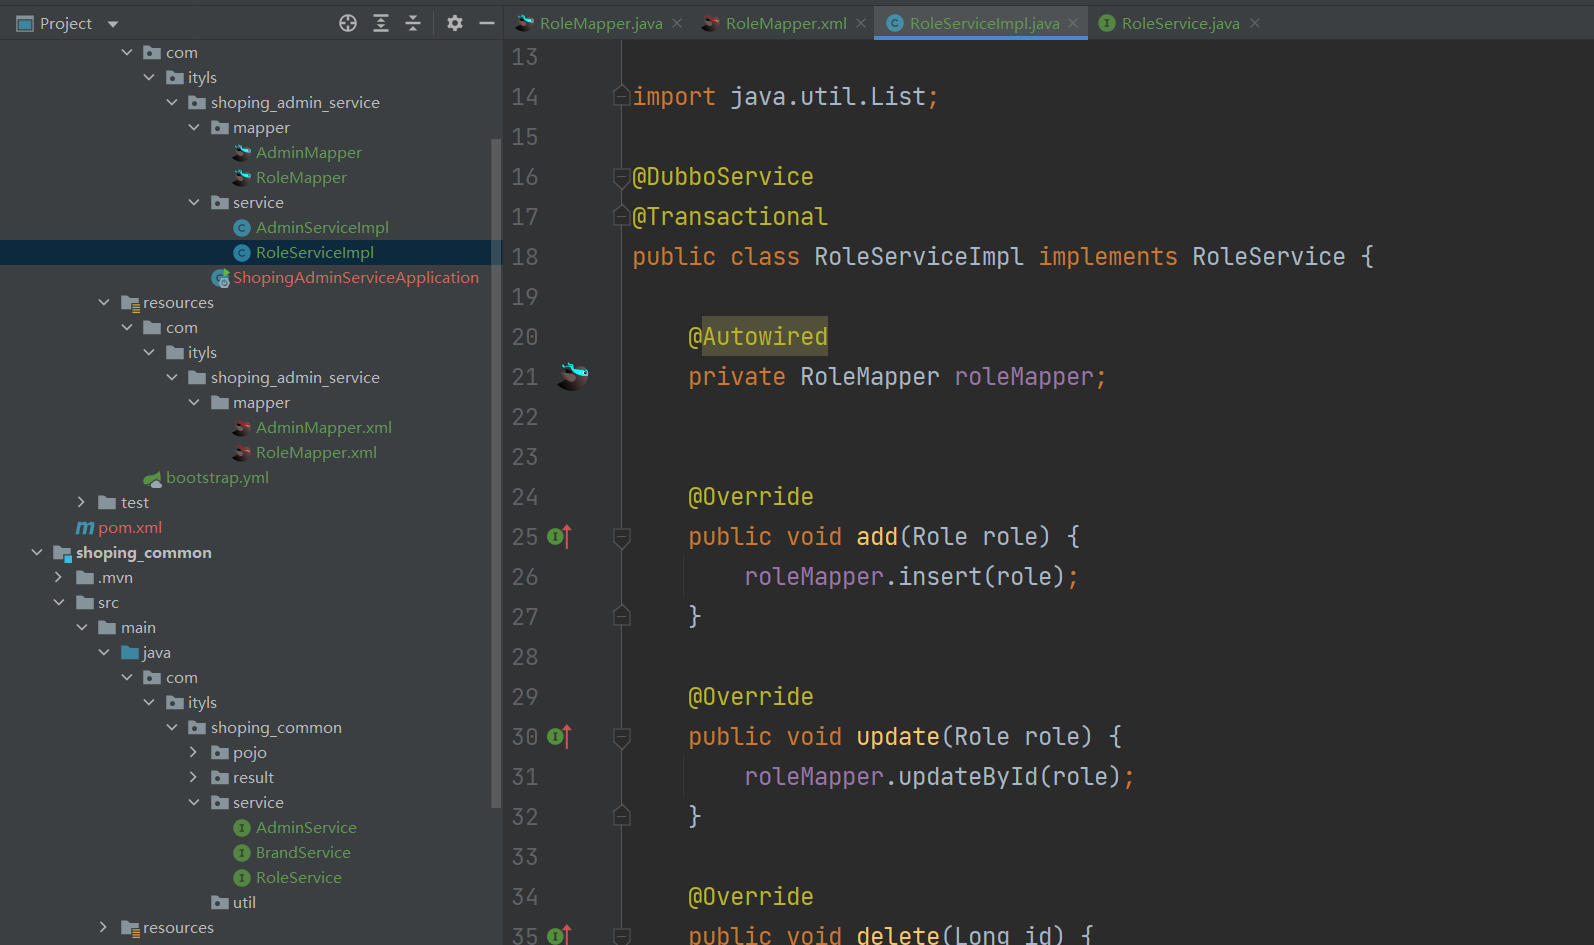 Project
RoleMapper.java
RoleMapper.xml
RoleServiceImpl.java
RoleService.java
com
ityls
shoping_admin_service
mapper
AdminMapper
RoleMapper
service
AdminServiceImpl
RoleServiceImpl
ShopingAdminServiceApplication
resources
com
ityls
shoping_admin_service
mapper
AdminMapper.xml
RoleMapper.xml
bootstrap.yml
test
pom.xml
shoping_common
.mvn
src
main
java
com
ityls
shoping_common
pojo
result
service
AdminService
BrandService
RoleService
util
resources
13
14 import java.util.List;
15
16 @DubboService
17 @Transactional
18 public class RoleServiceImpl implements RoleService {
19
20 @Autowired
21 private RoleMapper roleMapper;
22
23
24 @Override
25 public void add(Role role) {
26 roleMapper.insert(role);
27 }
28
29 @Override
30 public void update(Role role) {
31 roleMapper.updateById(role);
32 }
33
34 @Override
35 public void delete(Long id) {